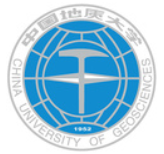 中国地质大学
CHINA UNIVERSITY OF GEOSCIENCES
1952